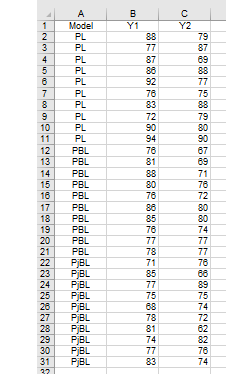 A B C
1 Model Y1 Y2
2 PL 88 79
3 PL 77 87
4 PL 87 69
5 PL 86 88
6 PL 92 77
7 PL 76 75
8 PL 83 88
9 PL 72 79
10 PL 90 80
11 PL 94 90
12 PBL 76 67
13 PBL 81 69
14 PBL 88 71
15 PBL 80 76
16 PBL 76 72
17 PBL 86 80
18 PBL 85 80
19 PBL 76 74
20 PBL 77 77
21 PBL 78 77
22 PjBL 71 76
23 PjBL 85 66
24 PjBL 77 89
25 PjBL 75 75
26 PjBL 68 74
27 PjBL 78 72
28 PjBL 81 62
29 PjBL 74 82
30 PjBL 77 76
31 PjBL 83 74
32